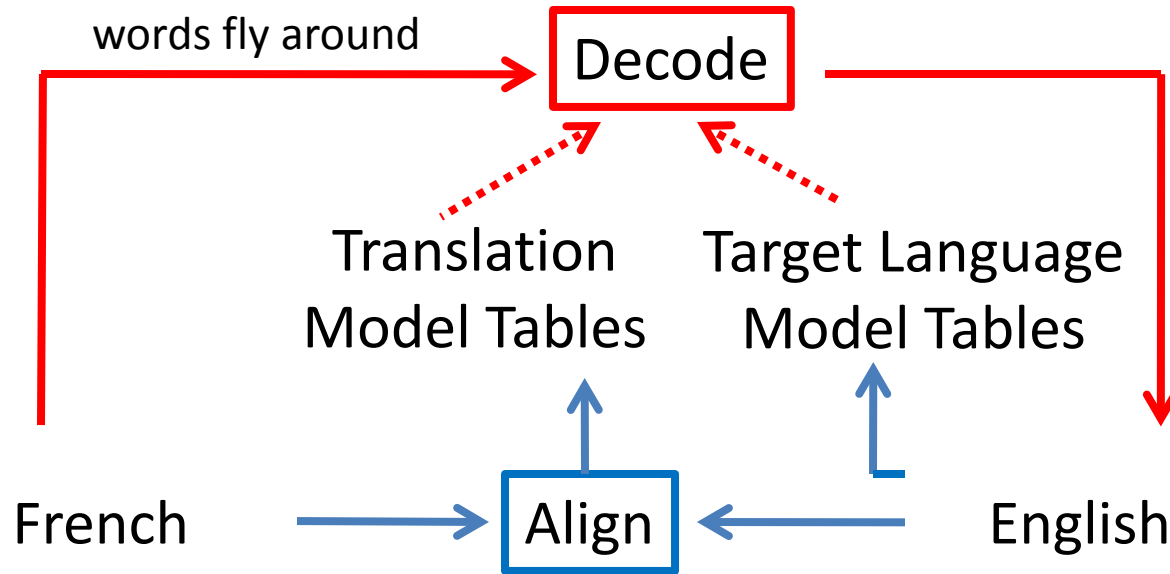 words fly around
Decode
Translation
Model Tables
Target Language
Model Tables
French
Align
English